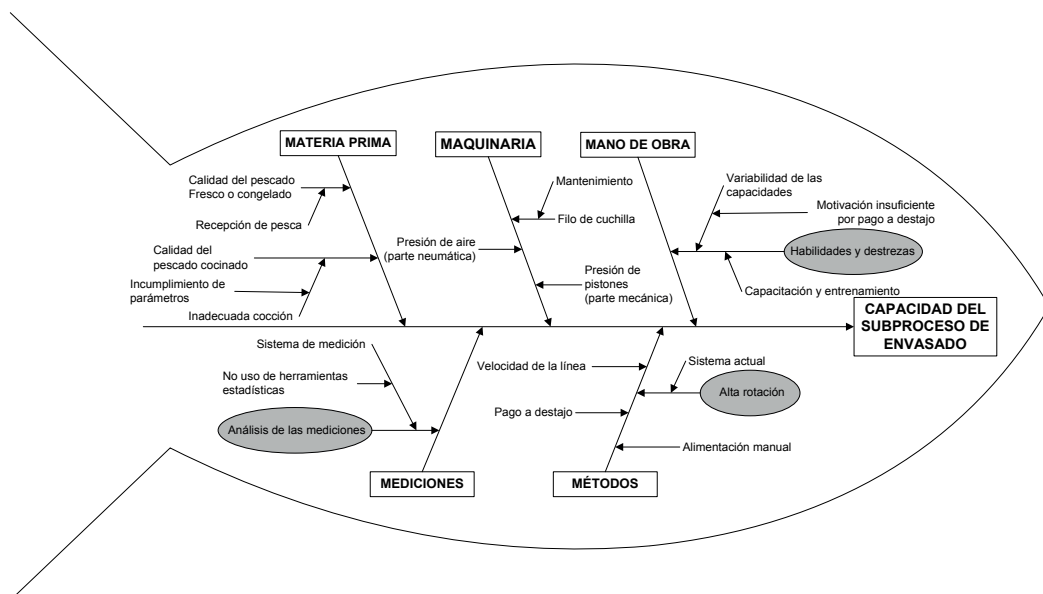 MATERIA PRIMA
MAQUINARIA
MANO DE OBRA
Calidad del pescado
Fresco o congelado
Recepción de pesca
Calidad del
pescado cocinado
Incumplimiento de
parámetros
Inadecuada cocción
Mantenimiento
Filo de cuchilla
Presión de aire
(parte neumática)
Presión de
pistones
(parte mecánica)
Variabilidad de las
capacidades
Motivación insuficiente
por pago a destajo
Habilidades y destrezas
Capacitación y entrenamiento
CAPACIDAD DEL
SUBPROCESO DE
ENVASADO
Sistema de medición
No uso de herramientas
estadísticas
Análisis de las mediciones
Velocidad de la línea
Sistema actual
Alta rotación
Pago a destajo
Alimentación manual
MEDICIONES
MÉTODOS